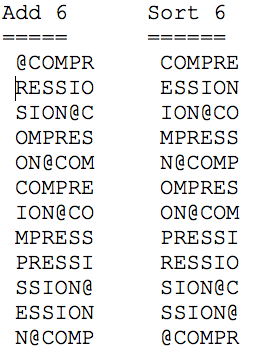 Add 6 Sort 6
===== ======
@COMPR COMPRE
RESSIO ESSION
SION@C ION@CO
OMPRES MPRESS
ON@COM N@COMP
COMPRE OMPRES
ION@CO ON@COM
MPRESS PRESSI
PRESSI RESSIO
SSION@ SION@C
ESSION SSION@
N@COMP @COMPR